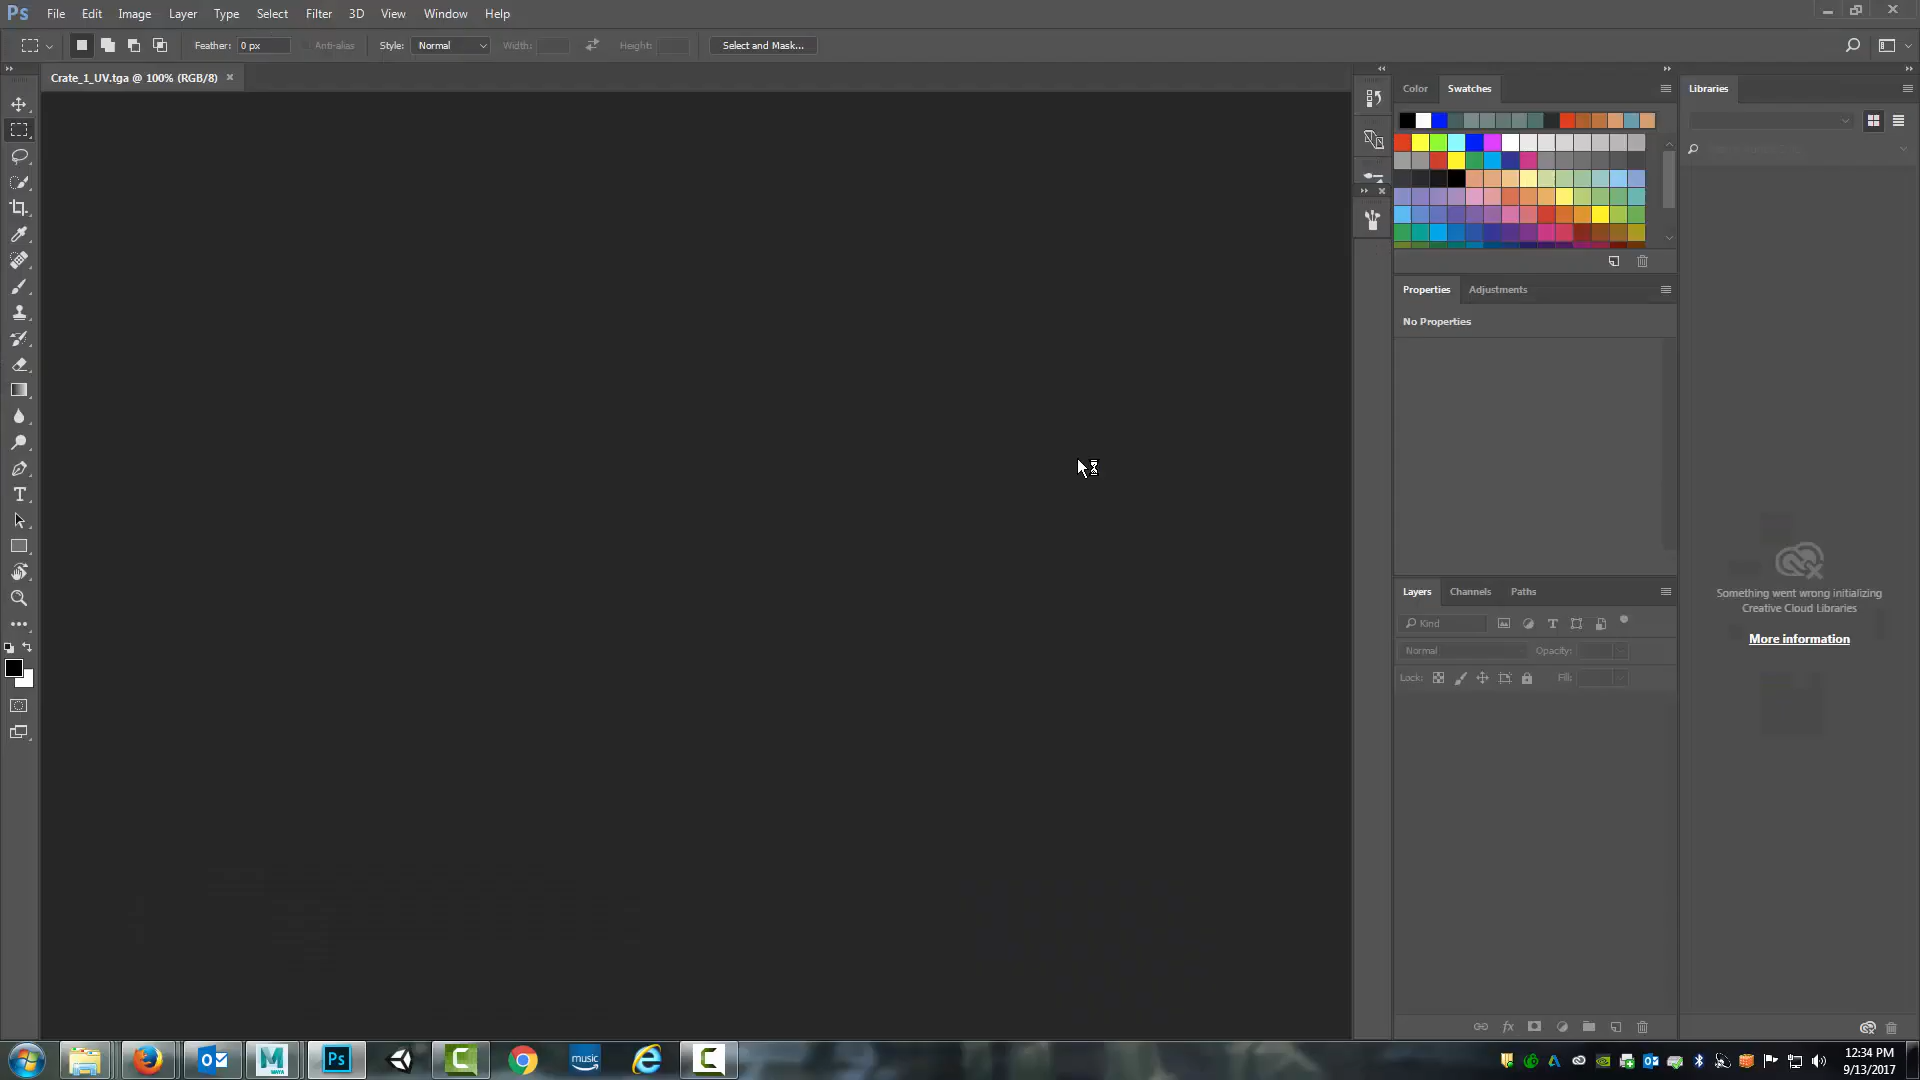 Ps File Edit Image Layer Type Select Filter 3D View Window Help
Feather: 0 px Anti-alias Style: Normal Width: Height: Select and Mask...
Crate_1_UV.tga @ 100% (RGB/8) ×
Color Swatches
Libraries
Properties Adjustments
No Properties
Something went wrong initializing
Creative Cloud Libraries
More information
Layers Channels Paths
Kind
Normal Opacity:
Lock: Fill:
fx
MAYA
Ps
music
12:34 PM
9/13/2017